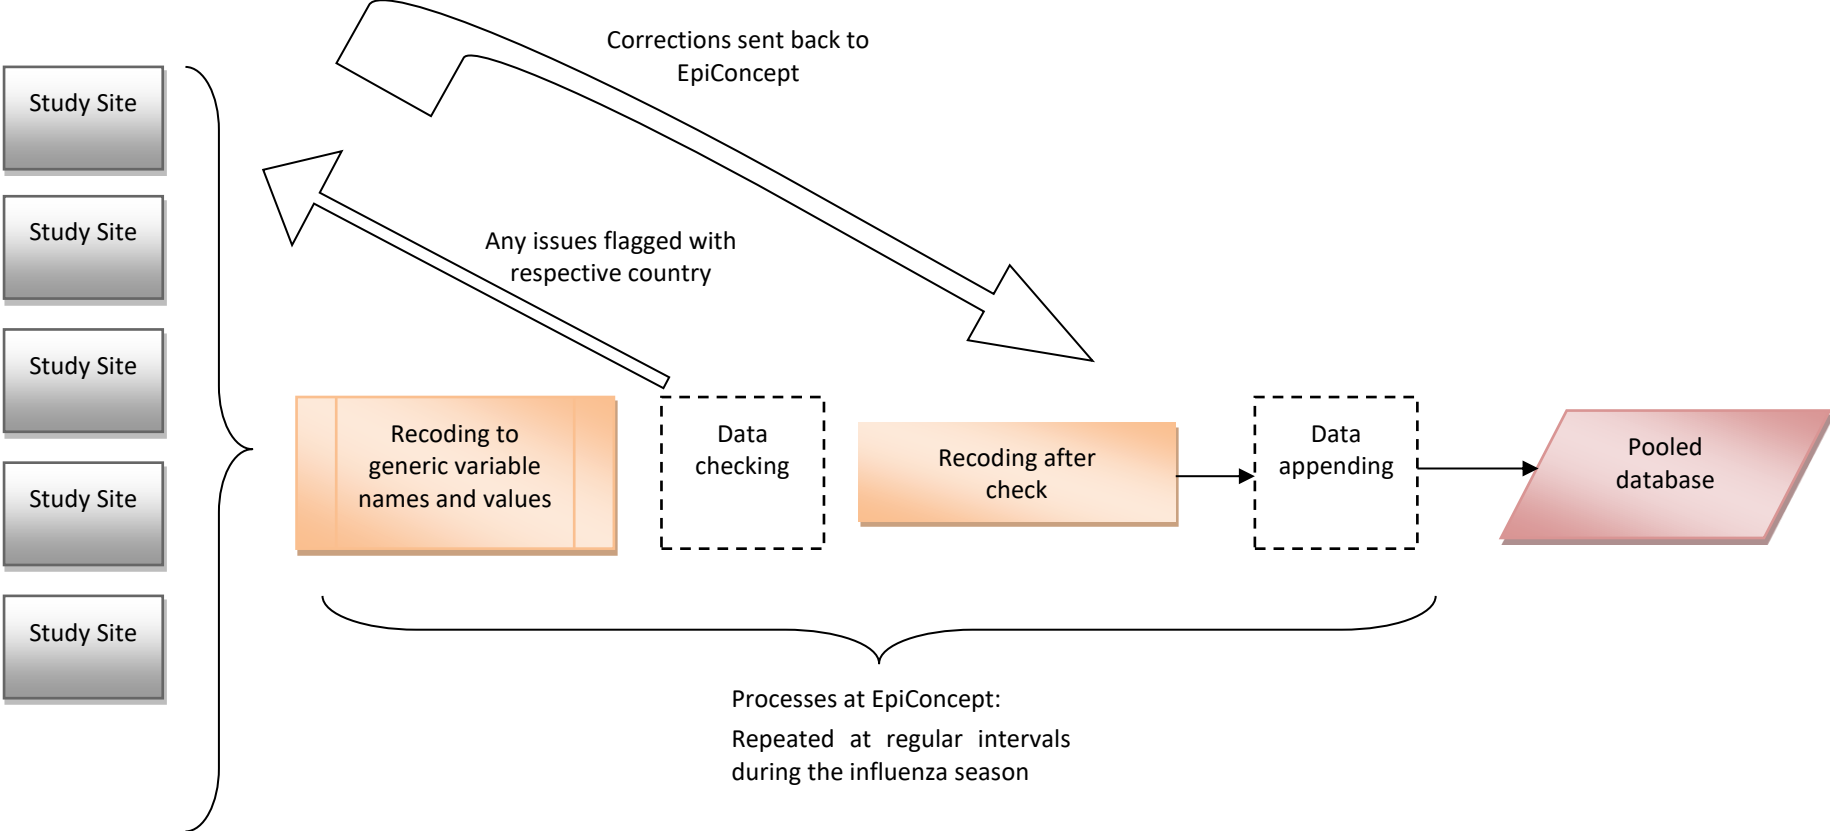 Corrections sent back to
EpiConcept
Study Site
Study Site
Any issues flagged with
respective country
Study Site
Recoding to
generic variable
names and values
Data
checking
Recoding after
check
Data
appending
Pooled
database
Study Site
Study Site
Processes at EpiConcept:
Repeated at regular intervals
during the influenza season